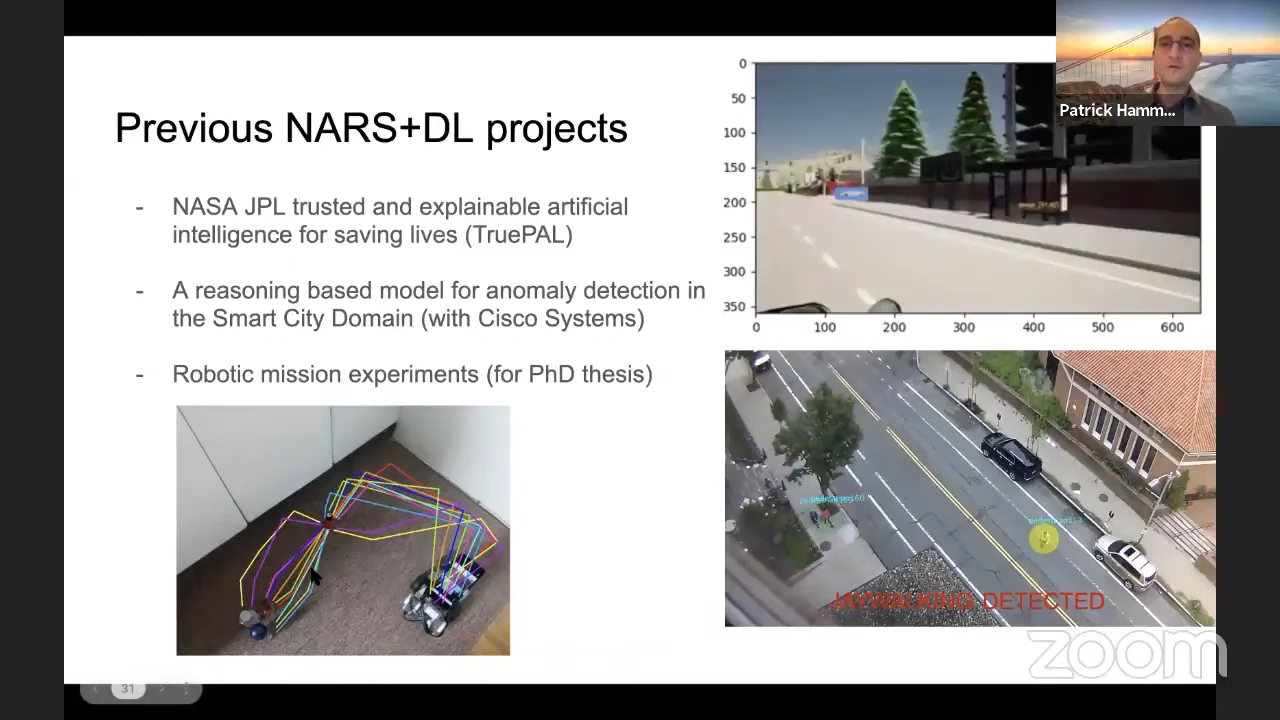 Previous NARS+DL projects
- NASA JPL trusted and explainable artificial
intelligence for saving lives (TruePAL)
- A reasoning based model for anomaly detection in
the Smart City Domain (with Cisco Systems)
- Robotic mission experiments (for PhD thesis)
0
50
100
150
200
250
300
350
0 100 200 300 400 500 600
Patrick Hamm...
JAYWALKING DETECTED
zoom
31